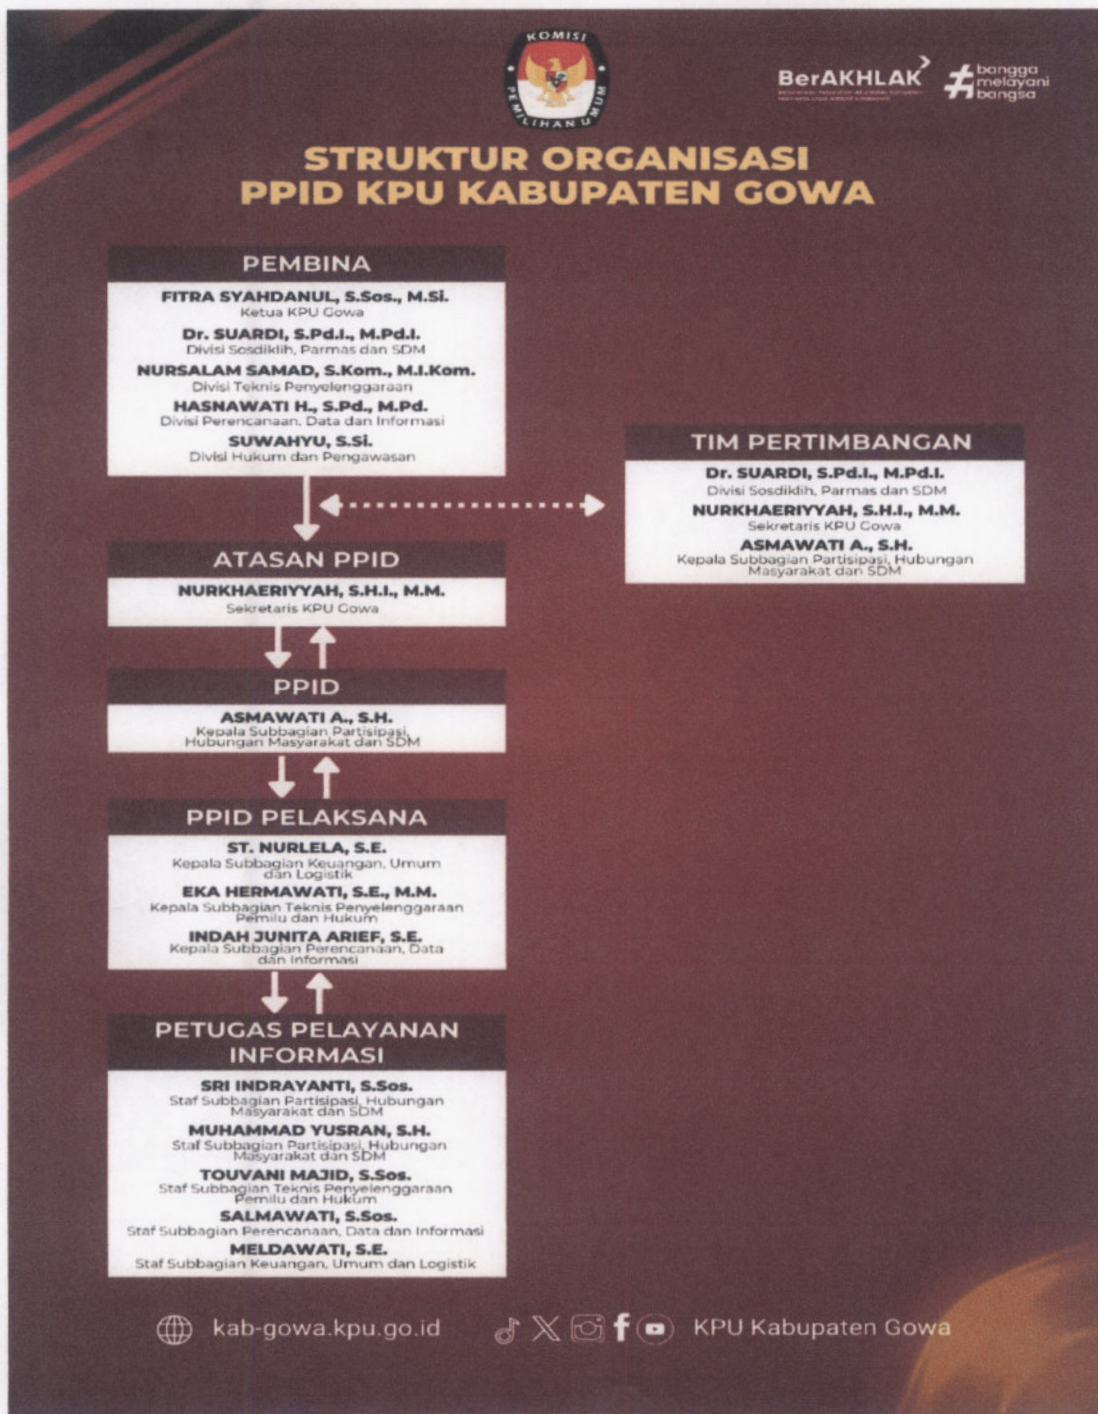 KOMISI
PEMILIHAN UMUM
BerAKHLAK
#bangga
melayani
bangsa
STRUKTUR ORGANISASI
PPID KPU KABUPATEN GOWA
PEMBINA
FITRA SYAHDANUL, S.Sos., M.Si.
Ketua KPU Gowa
Dr. SUARDI, S.Pd.I., M.Pd.I.
Divisi Sosdiklih, Parmas dan SDM
NURSALAM SAMAD, S.Kom., M.I.Kom.
Divisi Teknis Penyelenggaraan
HASNAWATI H., S.Pd., M.Pd.
Divisi Perencanaan, Data dan Informasi
SUWAHYU, S.Si.
Divisi Hukum dan Pengawasan
TIM PERTIMBANGAN
Dr. SUARDI, S.Pd.I., M.Pd.I.
Divisi Sosdiklih, Parmas dan SDM
NURKHAERIYYAH, S.H.I., M.M.
Sekretaris KPU Gowa
ASMAWATI A., S.H.
Kepala Subbagian Partisipasi, Hubungan
Masyarakat dan SDM
ATASAN PPID
NURKHAERIYYAH, S.H.I., M.M.
Sekretaris KPU Gowa
PPID
ASMAWATI A., S.H.
Kepala Subbagian Partisipasi,
Hubungan Masyarakat dan SDM
PPID PELAKSANA
ST. NURLELA, S.E.
Kepala Subbagian Keuangan, Umum
dan Logistik
EKA HERMAWATI, S.E., M.M.
Kepala Subbagian Teknis Penyelenggaraan
Pemilu dan Hukum
INDAH JUNITA ARIEF, S.E.
Kepala Subbagian Perencanaan, Data
dan Informasi
PETUGAS PELAYANAN
INFORMASI
SRI INDRAYANTI, S.Sos.
Staf Subbagian Partisipasi, Hubungan
Masyarakat dan SDM
MUHAMMAD YUSRAN, S.H.
Staf Subbagian Partisipasi, Hubungan
Masyarakat dan SDM
TOUVANI MAJID, S.Sos.
Staf Subbagian Teknis Penyelenggaraan
Pemilu dan Hukum
SALMAWATI, S.Sos.
Staf Subbagian Perencanaan, Data dan Informasi
MELDAWATI, S.E.
Staf Subbagian Keuangan, Umum dan Logistik
kab-gowa.kpu.go.id
KPU Kabupaten Gowa